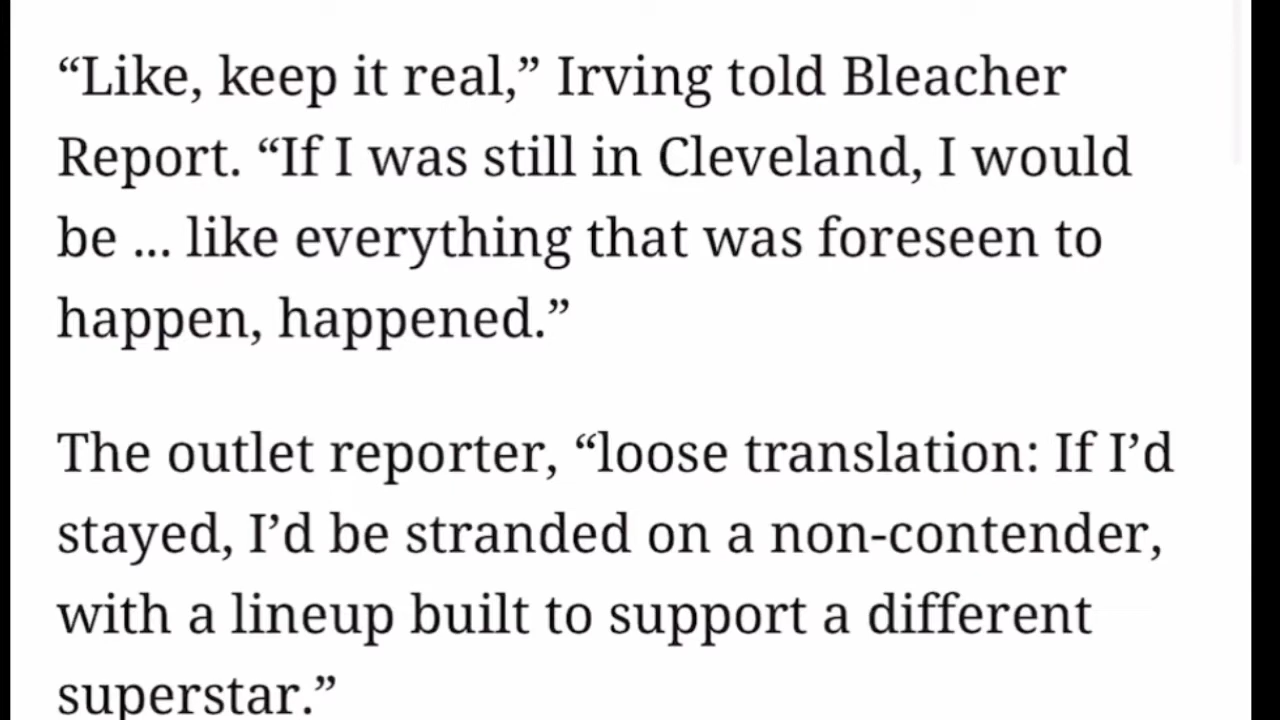 “Like, keep it real,” Irving told Bleacher
Report. “If I was still in Cleveland, I would
be ... like everything that was foreseen to
happen, happened.”
The outlet reporter, “loose translation: If I’d
stayed, I’d be stranded on a non-contender,
with a lineup built to support a different
superstar.”